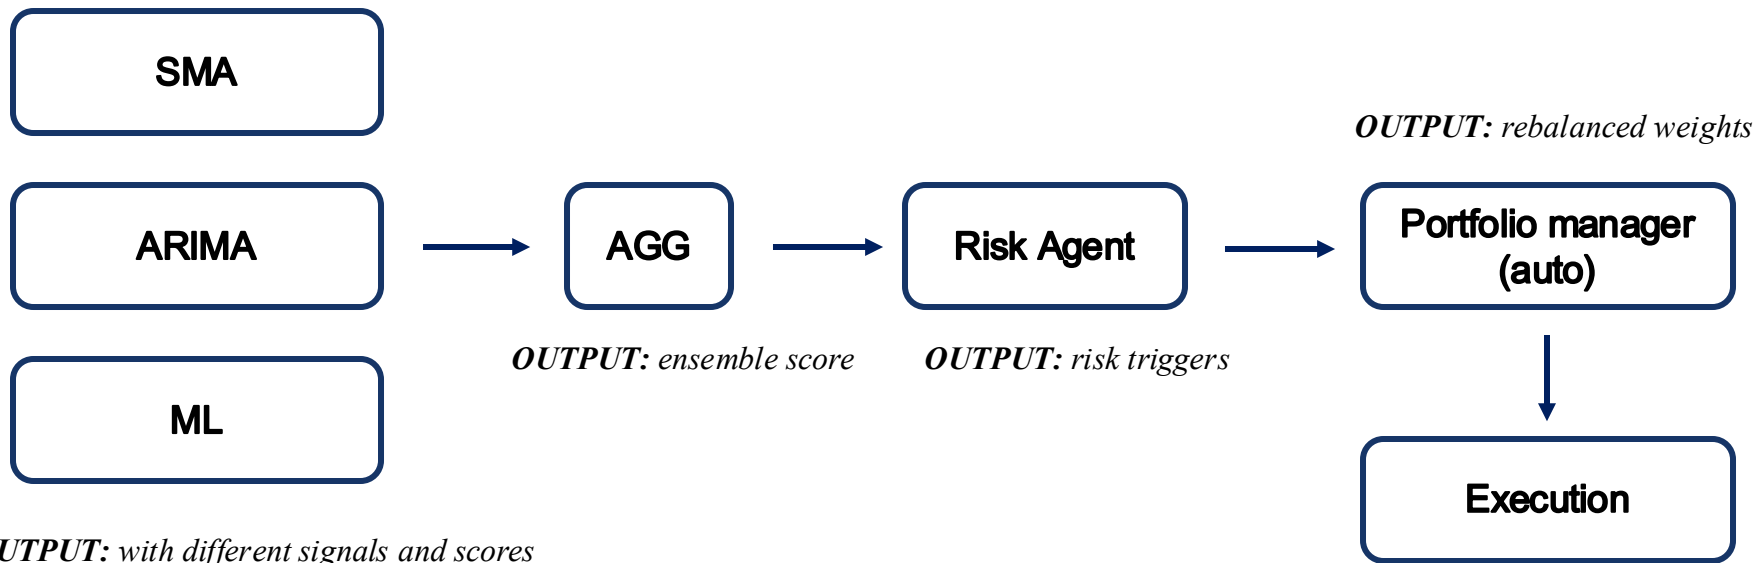 SMA
OUTPUT: rebalanced weights
ARIMA
AGG
Risk Agent
Portfolio manager
(auto)
OUTPUT: ensemble score
OUTPUT: risk triggers
ML
Execution
UTPUT: with different signals and scores